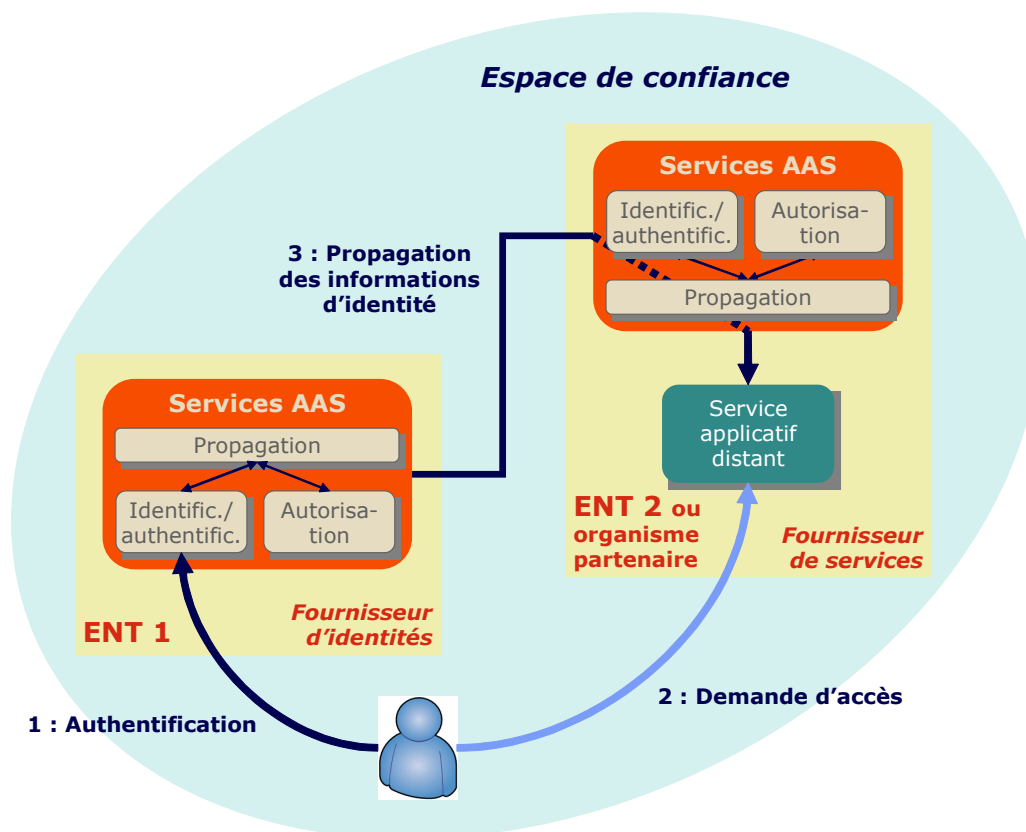 Espace de confiance
Services AAS
Identific./
authentific.
Autorisa-
tion
Propagation
3 : Propagation
des informations
d’identité
Services AAS
Propagation
Identific./
authentific.
Autorisa-
tion
Service
applicatif
distant
ENT 2 ou
organisme
partenaire
Fournisseur
de services
ENT 1
Fournisseur
d’identités
2 : Demande d’accès
1 : Authentification